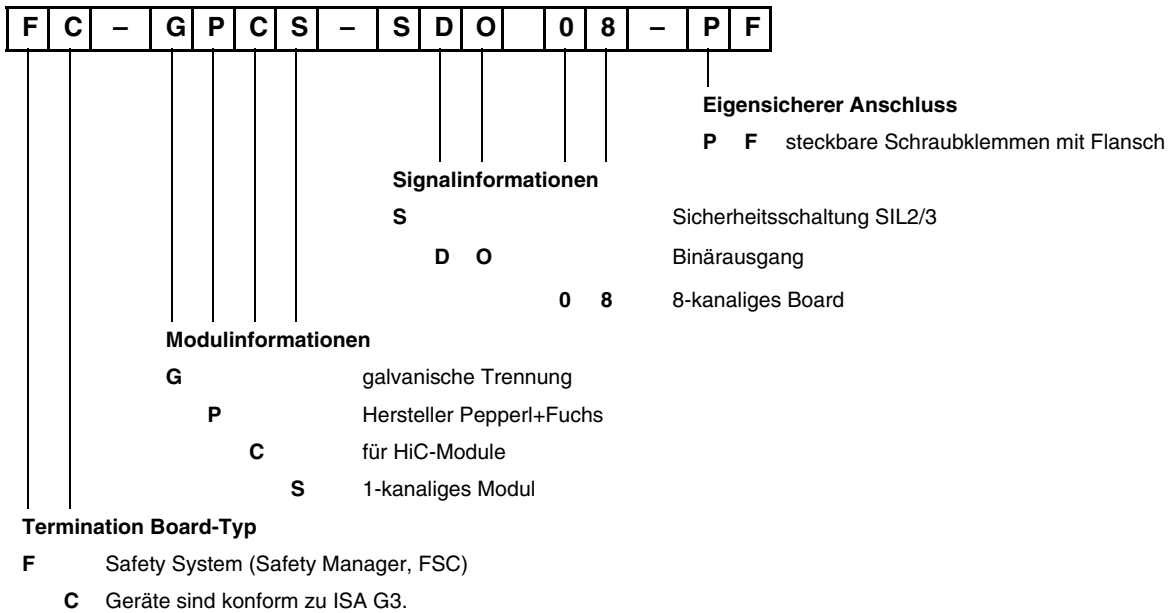 F C – G P C S – S D O 0 8 – P F
Eigensicherer Anschluss
P F steckbare Schraubklemmen mit Flansch
Signalinformationen
S Sicherheitsschaltung SIL2/3
D O Binärausgang
0 8 8-kanaliges Board
Modulinformationen
G galvanische Trennung
P Hersteller Pepperl+Fuchs
C für HiC-Module
S 1-kanaliges Modul
Termination Board-Typ
F Safety System (Safety Manager, FSC)
C Geräte sind konform zu ISA G3.